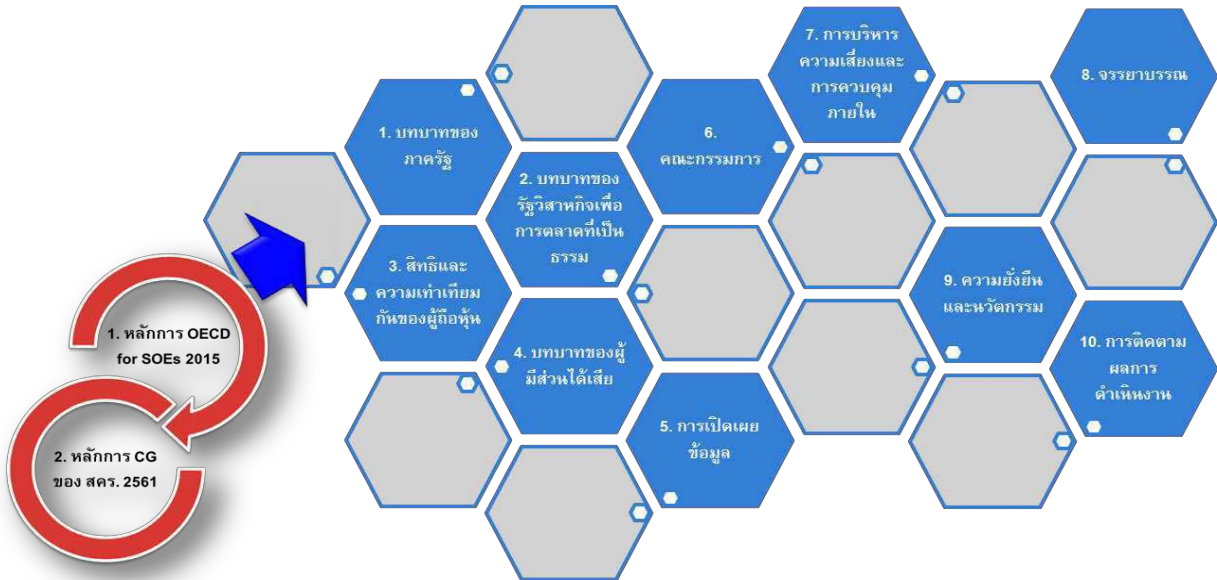 1. หลักการ OECD
for SOEs 2015
2. หลักการ CG
ของ สคร. 2561
1. บทบาทของ
ภาครัฐ
2. บทบาทของ
รัฐวิสาหกิจเพื่อ
การตลาดที่เป็น
ธรรม
3. สิทธิและ
ความเท่าเทียม
กันของผู้ถือหุ้น
4. บทบาทของผู้
มีส่วนได้เสีย
5. การเปิดเผย
ข้อมูล
6.
คณะกรรมการ
7. การบริหาร
ความเสี่ยงและ
การควบคุม
ภายใน
8. จรรยาบรรณ
9. ความยั่งยืน
และนวัตกรรม
10. การติดตาม
ผลการ
ดำเนินงาน